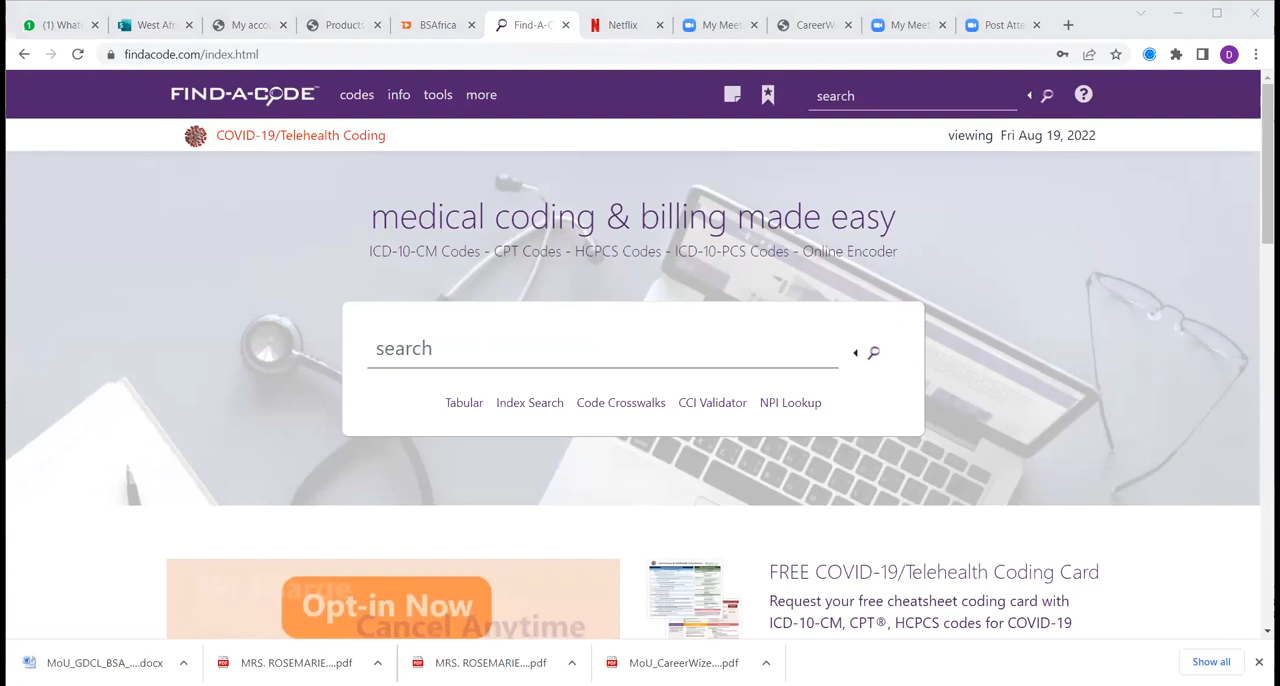 (1) Whats
West Afr
My accou
Products
BSAfrica
Find-A-C
Netflix
My Meet
CareerW
My Meet
Post Atte
findacode.com/index.html
D
FIND-A-CODE
codes
info
tools
more
search
COVID-19/Telehealth Coding
viewing Fri Aug 19, 2022
medical coding & billing made easy
ICD-10-CM Codes - CPT Codes - HCPCS Codes - ICD-10-PCS Codes - Online Encoder
search
Tabular
Index Search
Code Crosswalks
CCI Validator
NPI Lookup
Opt-in Now
Cancel Anytime
FREE COVID-19/Telehealth Coding Card
Request your free cheatsheet coding card with
ICD-10-CM, CPT®, HCPCS codes for COVID-19
MoU_GDCL_BSA_....docx
MRS. ROSEMARIE....pdf
MRS. ROSEMARIE....pdf
MoU_CareerWize....pdf
Show all